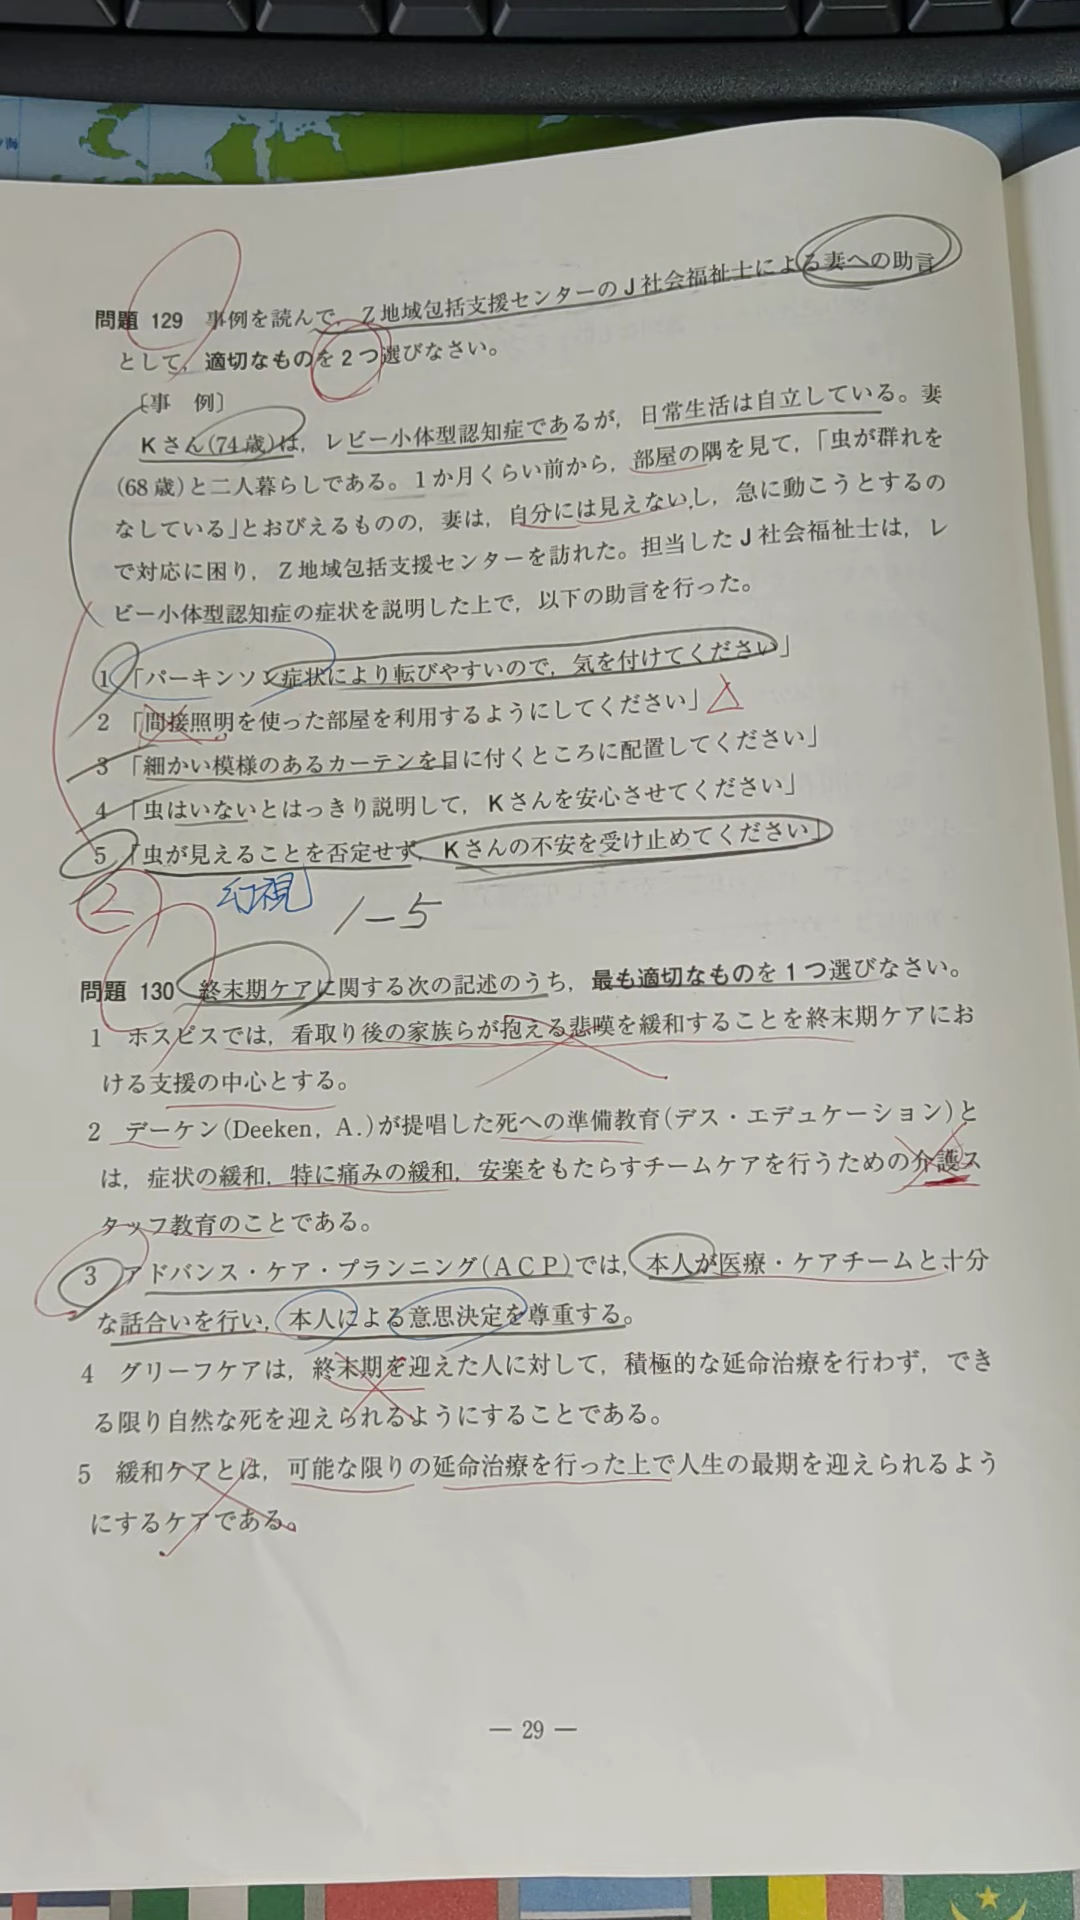 問題 129 事例を読んで，Z地域包括支援センターのJ社会福祉士による妻への助言
として，適切なものを2つ選びなさい。
〔事 例〕
Kさん(74歳)は，レビー小体型認知症であるが，日常生活は自立している。妻
(68歳)と二人暮らしである。1か月くらい前から，部屋の隅を見て，「虫が群れを
なしている」とおびえるものの，妻は，自分には見えないし，急に動こうとするの
で対応に困り，Z地域包括支援センターを訪れた。担当したJ社会福祉士は，レ
ビー小体型認知症の症状を説明した上で，以下の助言を行った。
1 「パーキンソン症状により転びやすいので，気を付けてください」
2 「間接照明を使った部屋を利用するようにしてください」 △
3 「細かい模様のあるカーテンを目に付くところに配置してください」
4 「虫はいないとはっきり説明して，Kさんを安心させてください」
5 「虫が見えることを否定せず，Kさんの不安を受け止めてください」
② 幻視 1-5
問題 130 終末期ケアに関する次の記述のうち，最も適切なものを1つ選びなさい。
1 ホスピスでは，看取り後の家族らが抱える悲嘆を緩和することを終末期ケアにお
ける支援の中心とする。
2 デーケン(Deeken, A.)が提唱した死への準備教育(デス・エデュケーション)と
は，症状の緩和，特に痛みの緩和，安楽をもたらすチームケアを行うための介護ス
タッフ教育のことである。
3 アドバンス・ケア・プランニング(ACP)では，本人が医療・ケアチームと十分
な話合いを行い，本人による意思決定を尊重する。
4 グリーフケアは，終末期を迎えた人に対して，積極的な延命治療を行わず，でき
る限り自然な死を迎えられるようにすることである。
5 緩和ケアとは，可能な限りの延命治療を行った上で人生の最期を迎えられるよう
にするケアである。
— 29 —